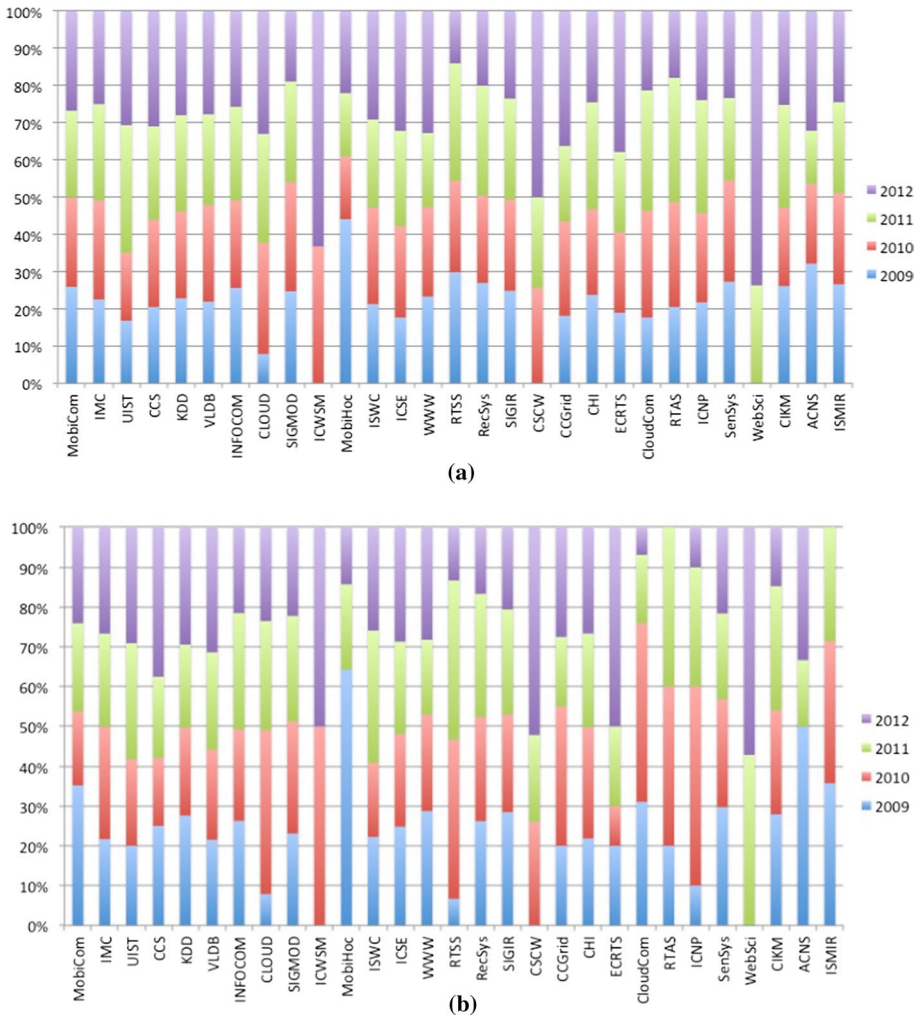 100%
90%
80%
70%
60%
50%
40%
30%
20%
10%
0%
2012
2011
2010
2009
MobiCom
IMC
UIST
CCS
KDD
VLDB
INFOCOM
CLOUD
SIGMOD
ICWSM
MobiHoc
ISWC
ICSE
WWW
RTSS
RecSys
SIGIR
CSCW
CCGrid
CHI
ECRTS
CloudCom
RTAS
ICNP
SenSys
WebSci
CIKM
ACNS
ISMIR
(a)
100%
90%
80%
70%
60%
50%
40%
30%
20%
10%
0%
2012
2011
2010
2009
MobiCom
IMC
UIST
CCS
KDD
VLDB
INFOCOM
CLOUD
SIGMOD
ICWSM
MobiHoc
ISWC
ICSE
WWW
RTSS
RecSys
SIGIR
CSCW
CCGrid
CHI
ECRTS
CloudCom
RTAS
ICNP
SenSys
WebSci
CIKM
ACNS
ISMIR
(b)